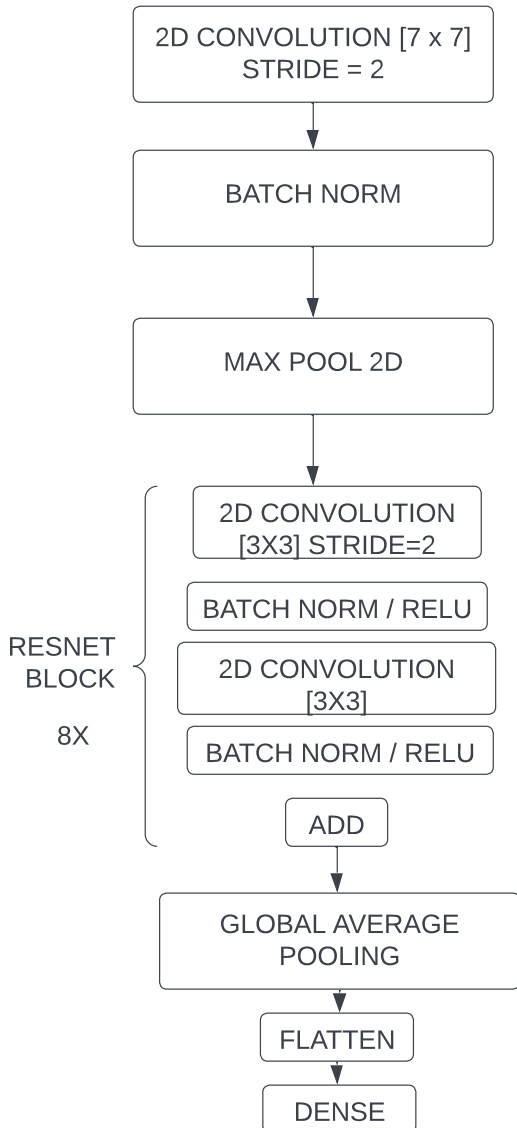 2D CONVOLUTION [7 x 7]
STRIDE = 2
BATCH NORM
MAX POOL 2D
2D CONVOLUTION
[3X3] STRIDE=2
BATCH NORM / RELU
RESNET
BLOCK
8X
2D CONVOLUTION
[3X3]
BATCH NORM / RELU
ADD
GLOBAL AVERAGE
POOLING
FLATTEN
DENSE